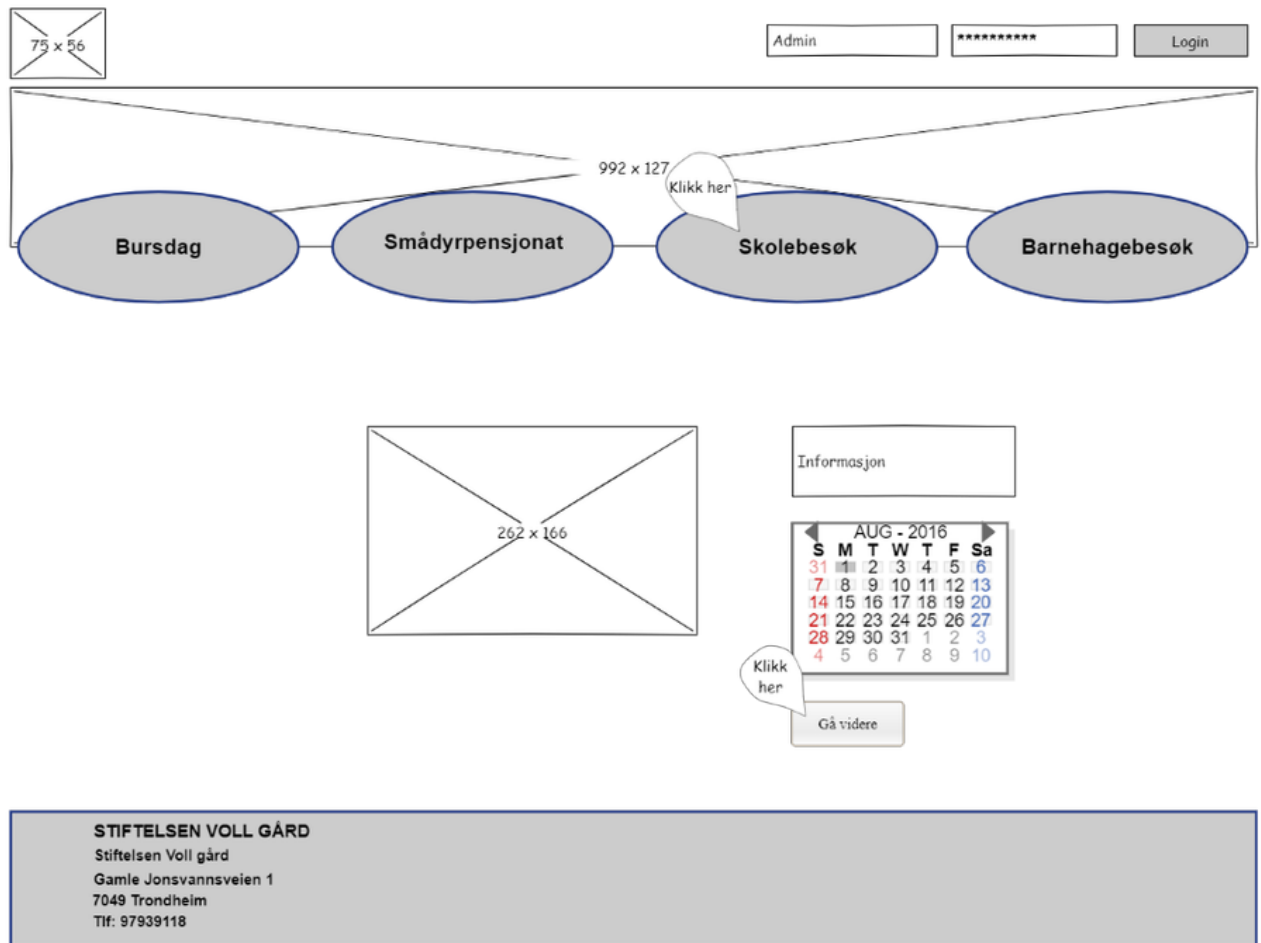 75 x 56
Admin
**********
Login
992 x 127
Klikk her
Bursdag
Smådyrpensjonat
Skolebesøk
Barnehagebesøk
262 x 166
Informasjon
AUG - 2016
S M T W T F Sa
31 1 2 3 4 5 6
7 8 9 10 11 12 13
14 15 16 17 18 19 20
21 22 23 24 25 26 27
28 29 30 31 1 2 3
4 5 6 7 8 9 10
Klikk
her
Gå videre
STIFTELSEN VOLL GÅRD
Stiftelsen Voll gård
Gamle Jonsvannsveien 1
7049 Trondheim
Tlf: 97939118